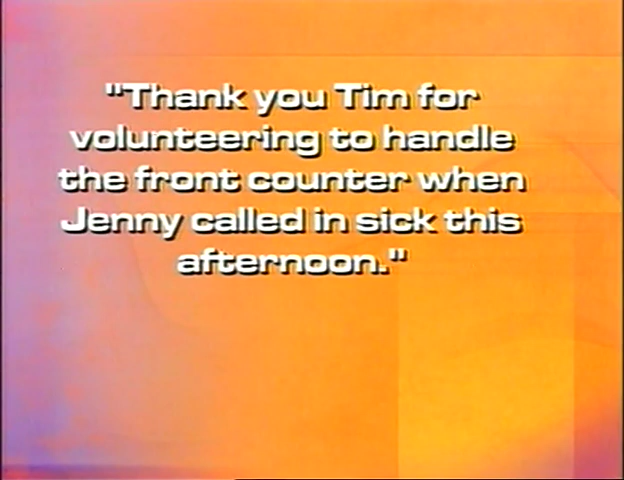 "Thank you Tim for
volunteering to handle
the front counter when
Jenny called in sick this
afternoon."